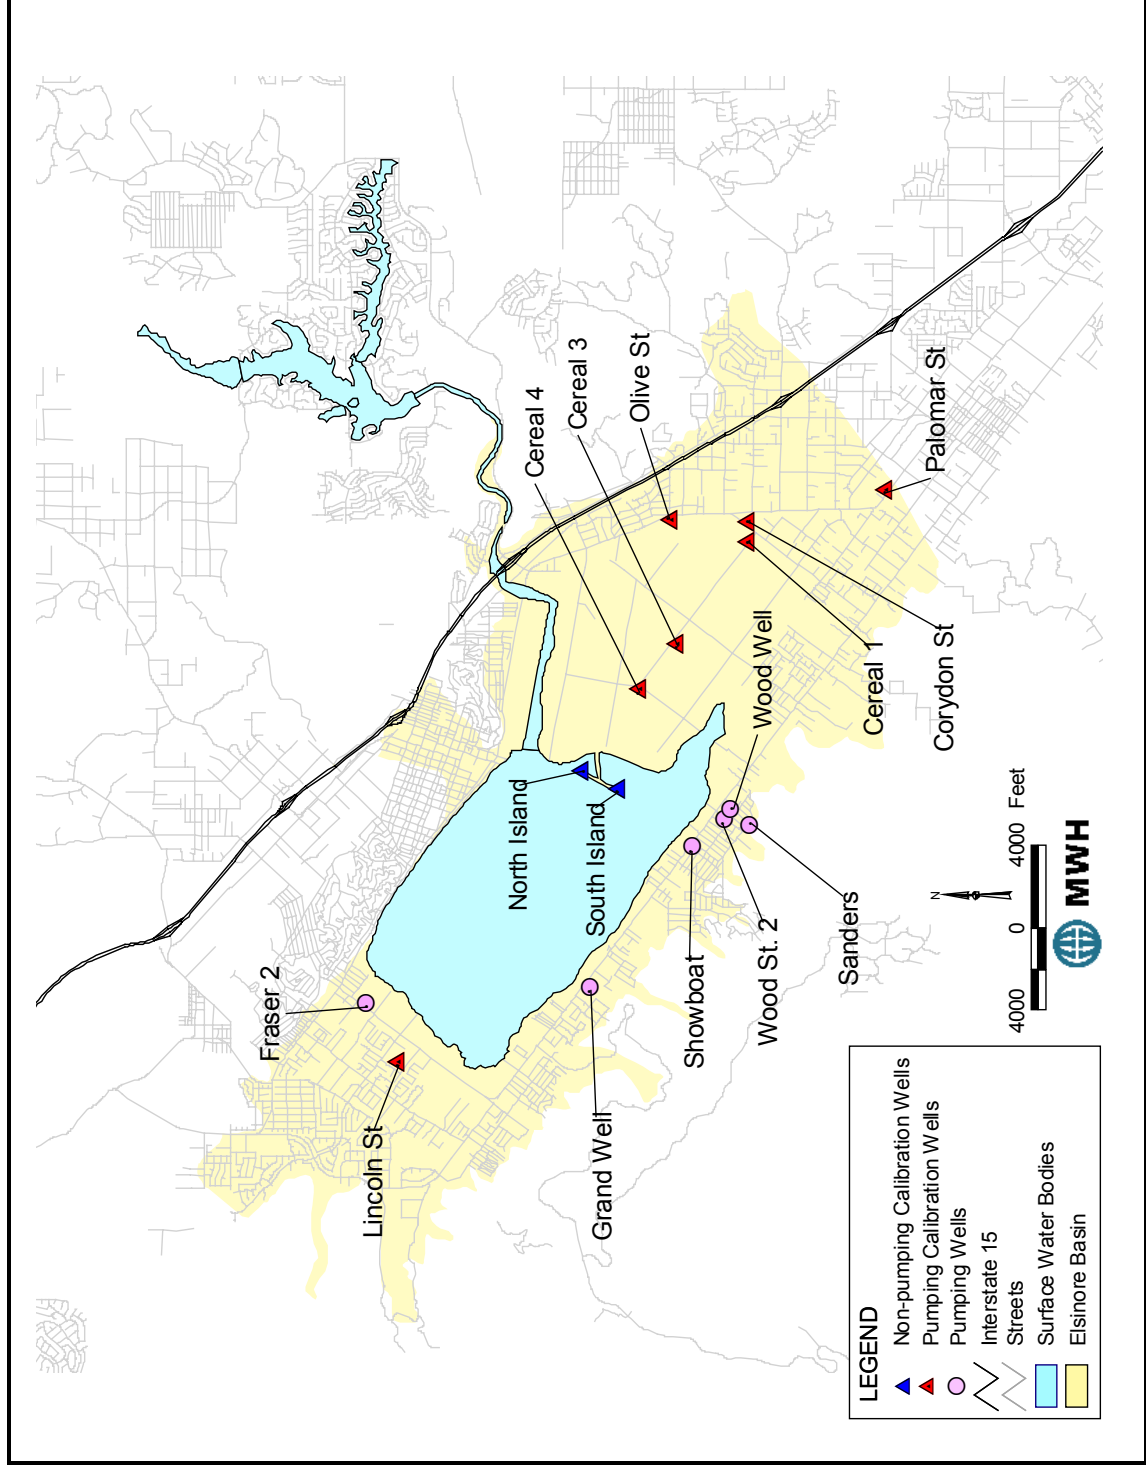 Lincoln St
Fraser 2
Grand Well
North Island
South Island
Showboat
Wood St. 2
Sanders
Wood Well
Cereal 4
Cereal 3
Olive St
Cereal 1
Corydon St
Palomar St
LEGEND
Non-pumping Calibration Wells
Pumping Calibration Wells
Pumping Wells
Interstate 15
Streets
Surface Water Bodies
Elsinore Basin
N
4000 0 4000 Feet
MWH